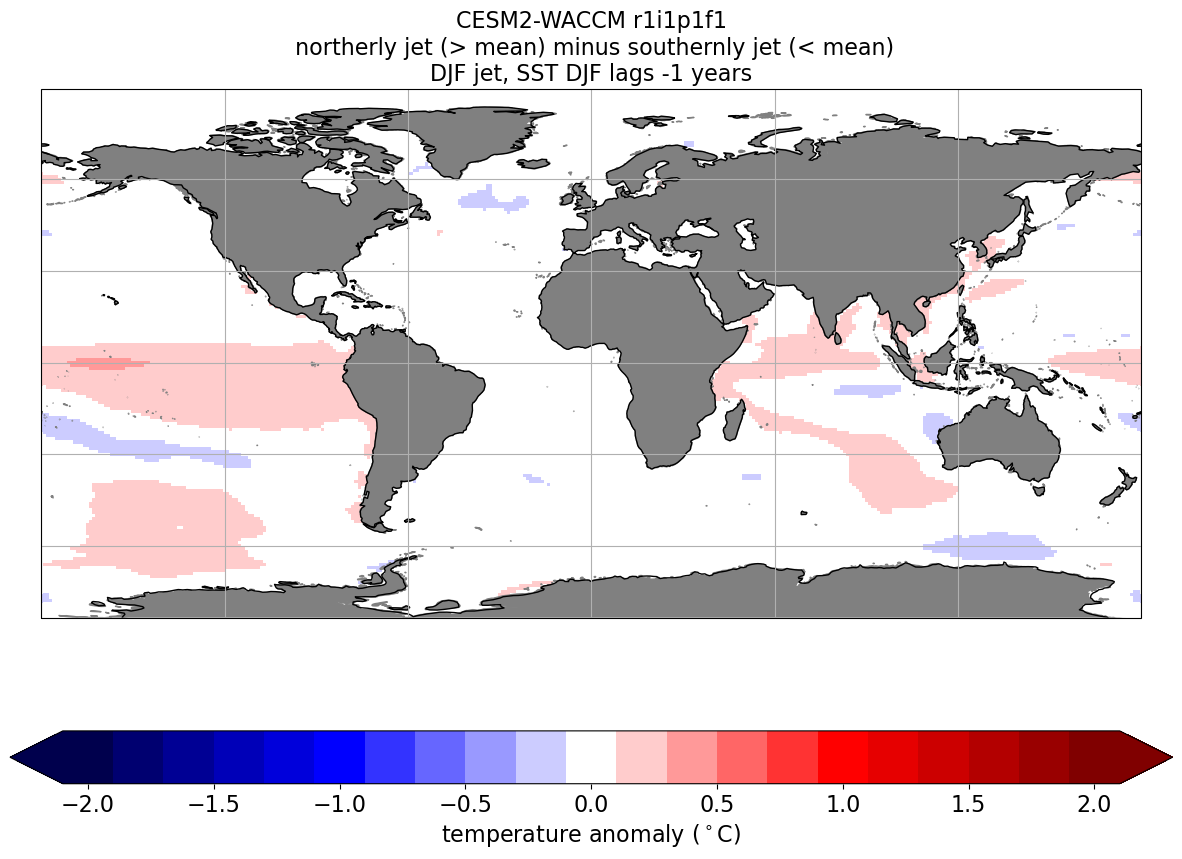 CESM2-WACCM r1i1p1f1
northerly jet (> mean) minus southernly jet (< mean)
DJF jet, SST DJF lags -1 years
−2.0 −1.5 −1.0 −0.5 0.0 0.5 1.0 1.5 2.0
temperature anomaly (°C)